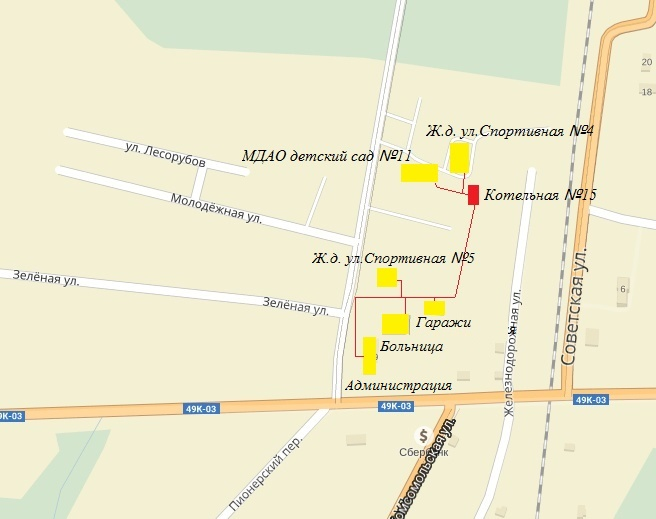 20
18
Ж.д. ул.Спортивная №4
ул. Лесорубов
МДАО детский сад №11
Котельная №15
Молодёжная ул.
Ж.д. ул.Спортивная №5
Зелёная ул.
Зелёная ул.
6
Советская ул.
Гаражи
я
Железнодорожная ул.
Больница
Администрация
49К-03
49К-03
49К-03
49К-03
$
Сбербанк
Пионерский пер.
Комсомольская ул.